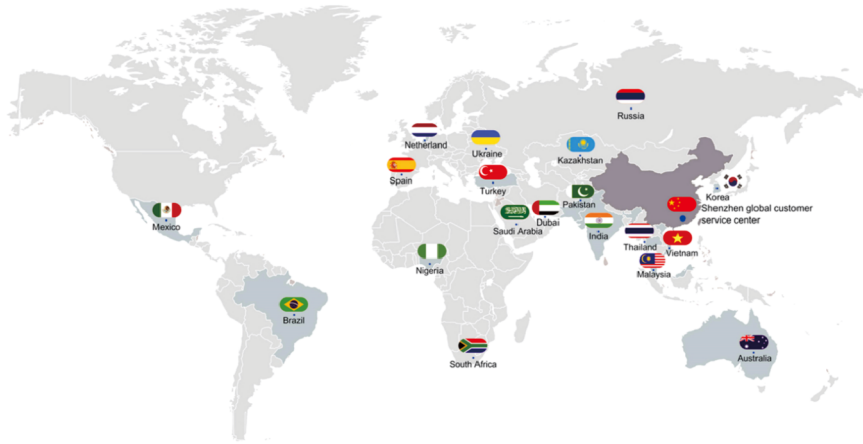 Russia
Netherland
Ukraine
Kazakhstan
Spain
Turkey
Pakistan
Korea
Shenzhen global customer
service center
Mexico
Saudi Arabia
Dubai
India
Thailand
Vietnam
Nigeria
Malaysia
Brazil
South Africa
Australia